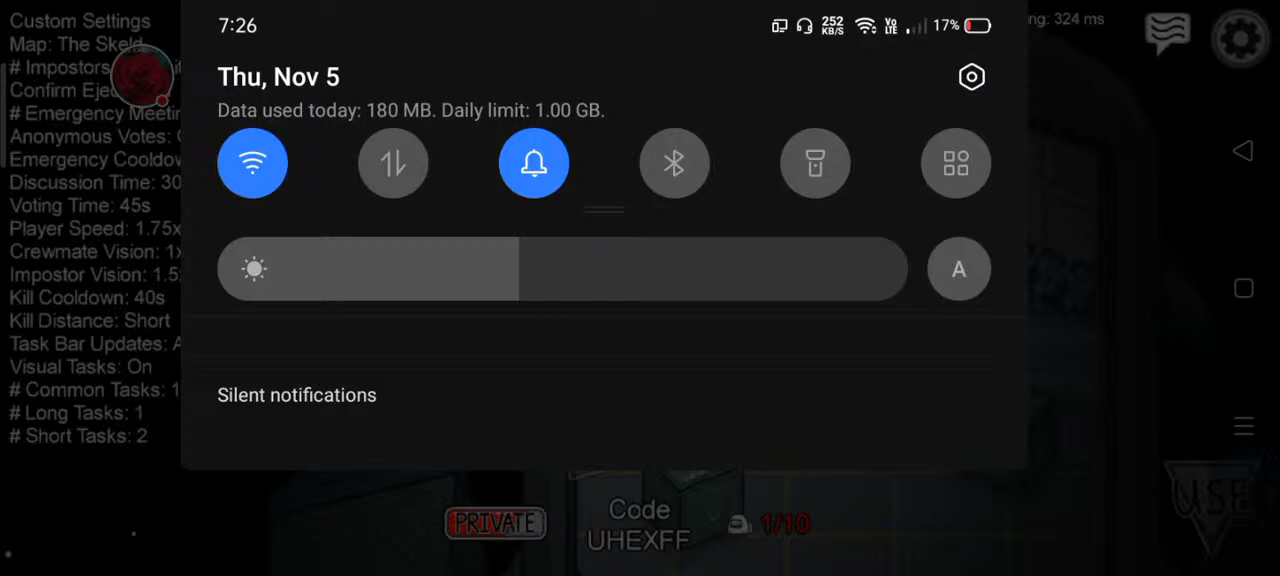 7:26
252 KB/S
Vo LTE
17%
ng: 324 ms
Thu, Nov 5
Data used today: 180 MB. Daily limit: 1.00 GB.
A
Silent notifications
Custom Settings
Map: The Skeld
# Impostors
Confirm Ejec
# Emergency Meetin
Anonymous Votes:
Emergency Cooldow
Discussion Time: 30
Voting Time: 45s
Player Speed: 1.75x
Crewmate Vision: 1x
Impostor Vision: 1.5
Kill Cooldown: 40s
Kill Distance: Short
Task Bar Updates: A
Visual Tasks: On
# Common Tasks: 1
# Long Tasks: 1
# Short Tasks: 2
PRIVATE
Code
UHEXFF
1/10
USE